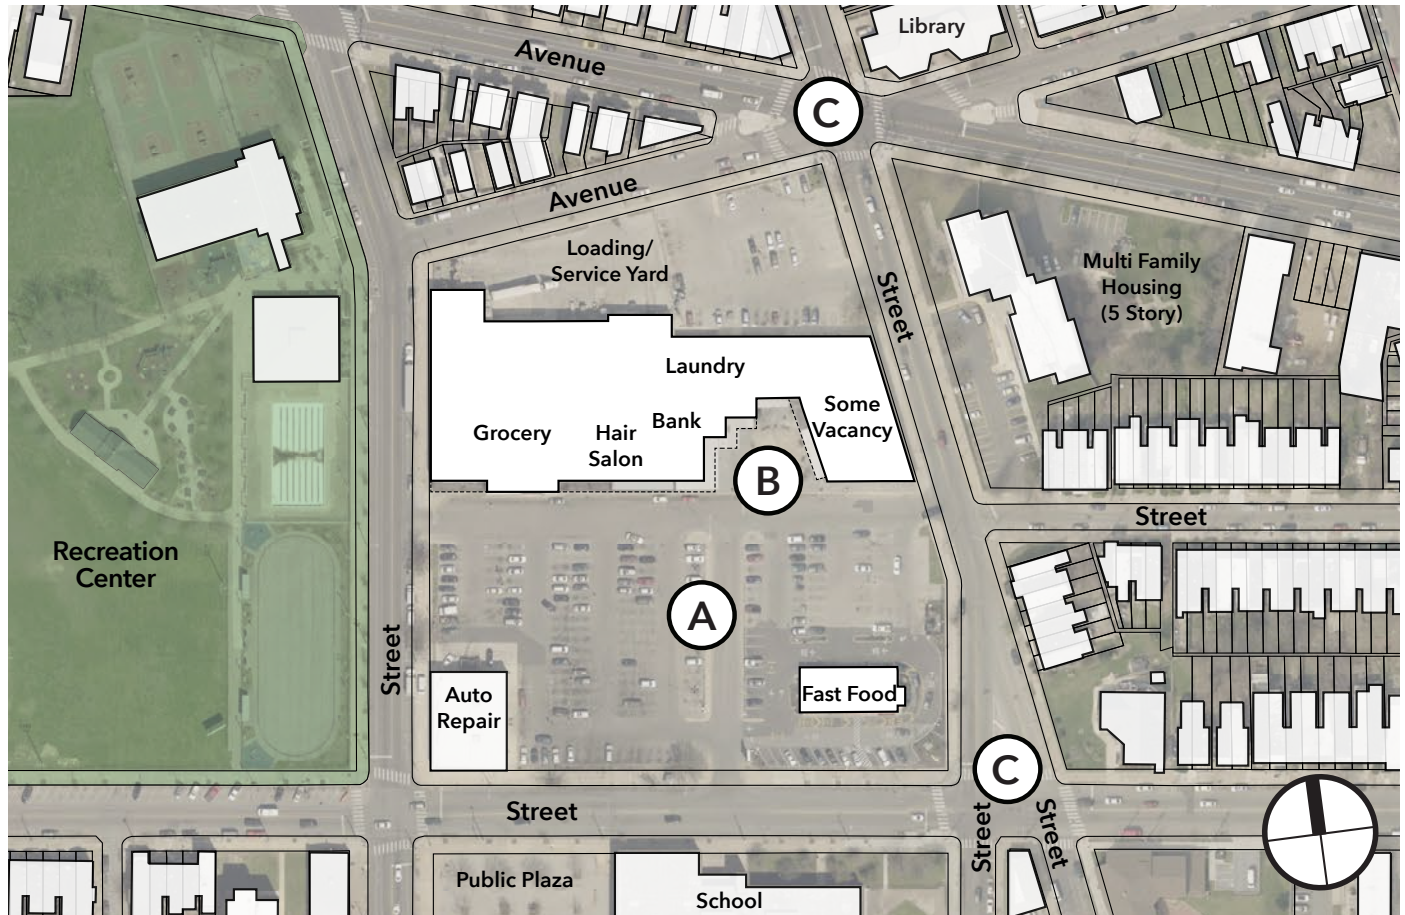 Library
Avenue
C
Avenue
Loading/
Service Yard
Street
Multi Family
Housing
(5 Story)
Laundry
Some
Vacancy
Bank
Grocery
Hair
Salon
B
Street
Recreation
Center
A
Street
Auto
Repair
Fast Food
C
Street
Street
Street
Public Plaza
School